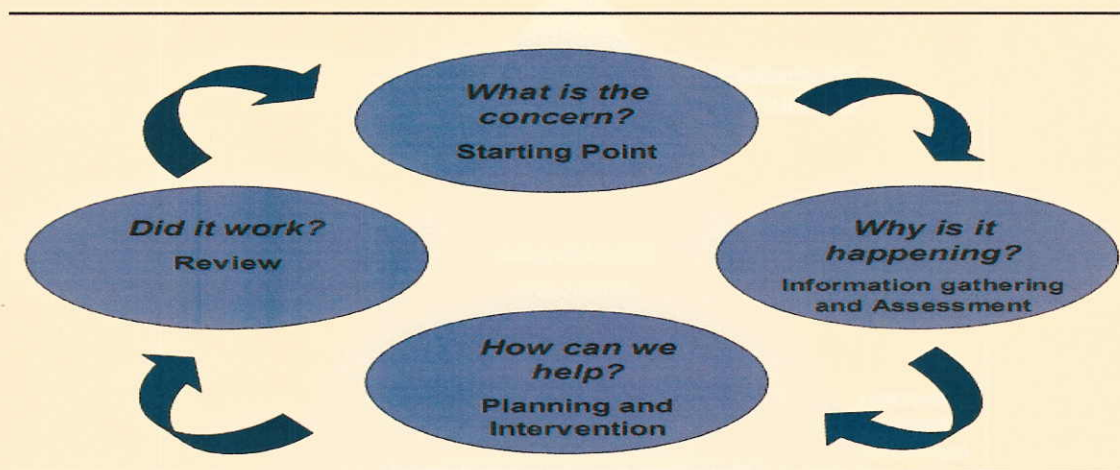 What is the
concern?
Starting Point
Why is it
happening?
Information gathering
and Assessment
How can we
help?
Planning and
Intervention
Did it work?
Review